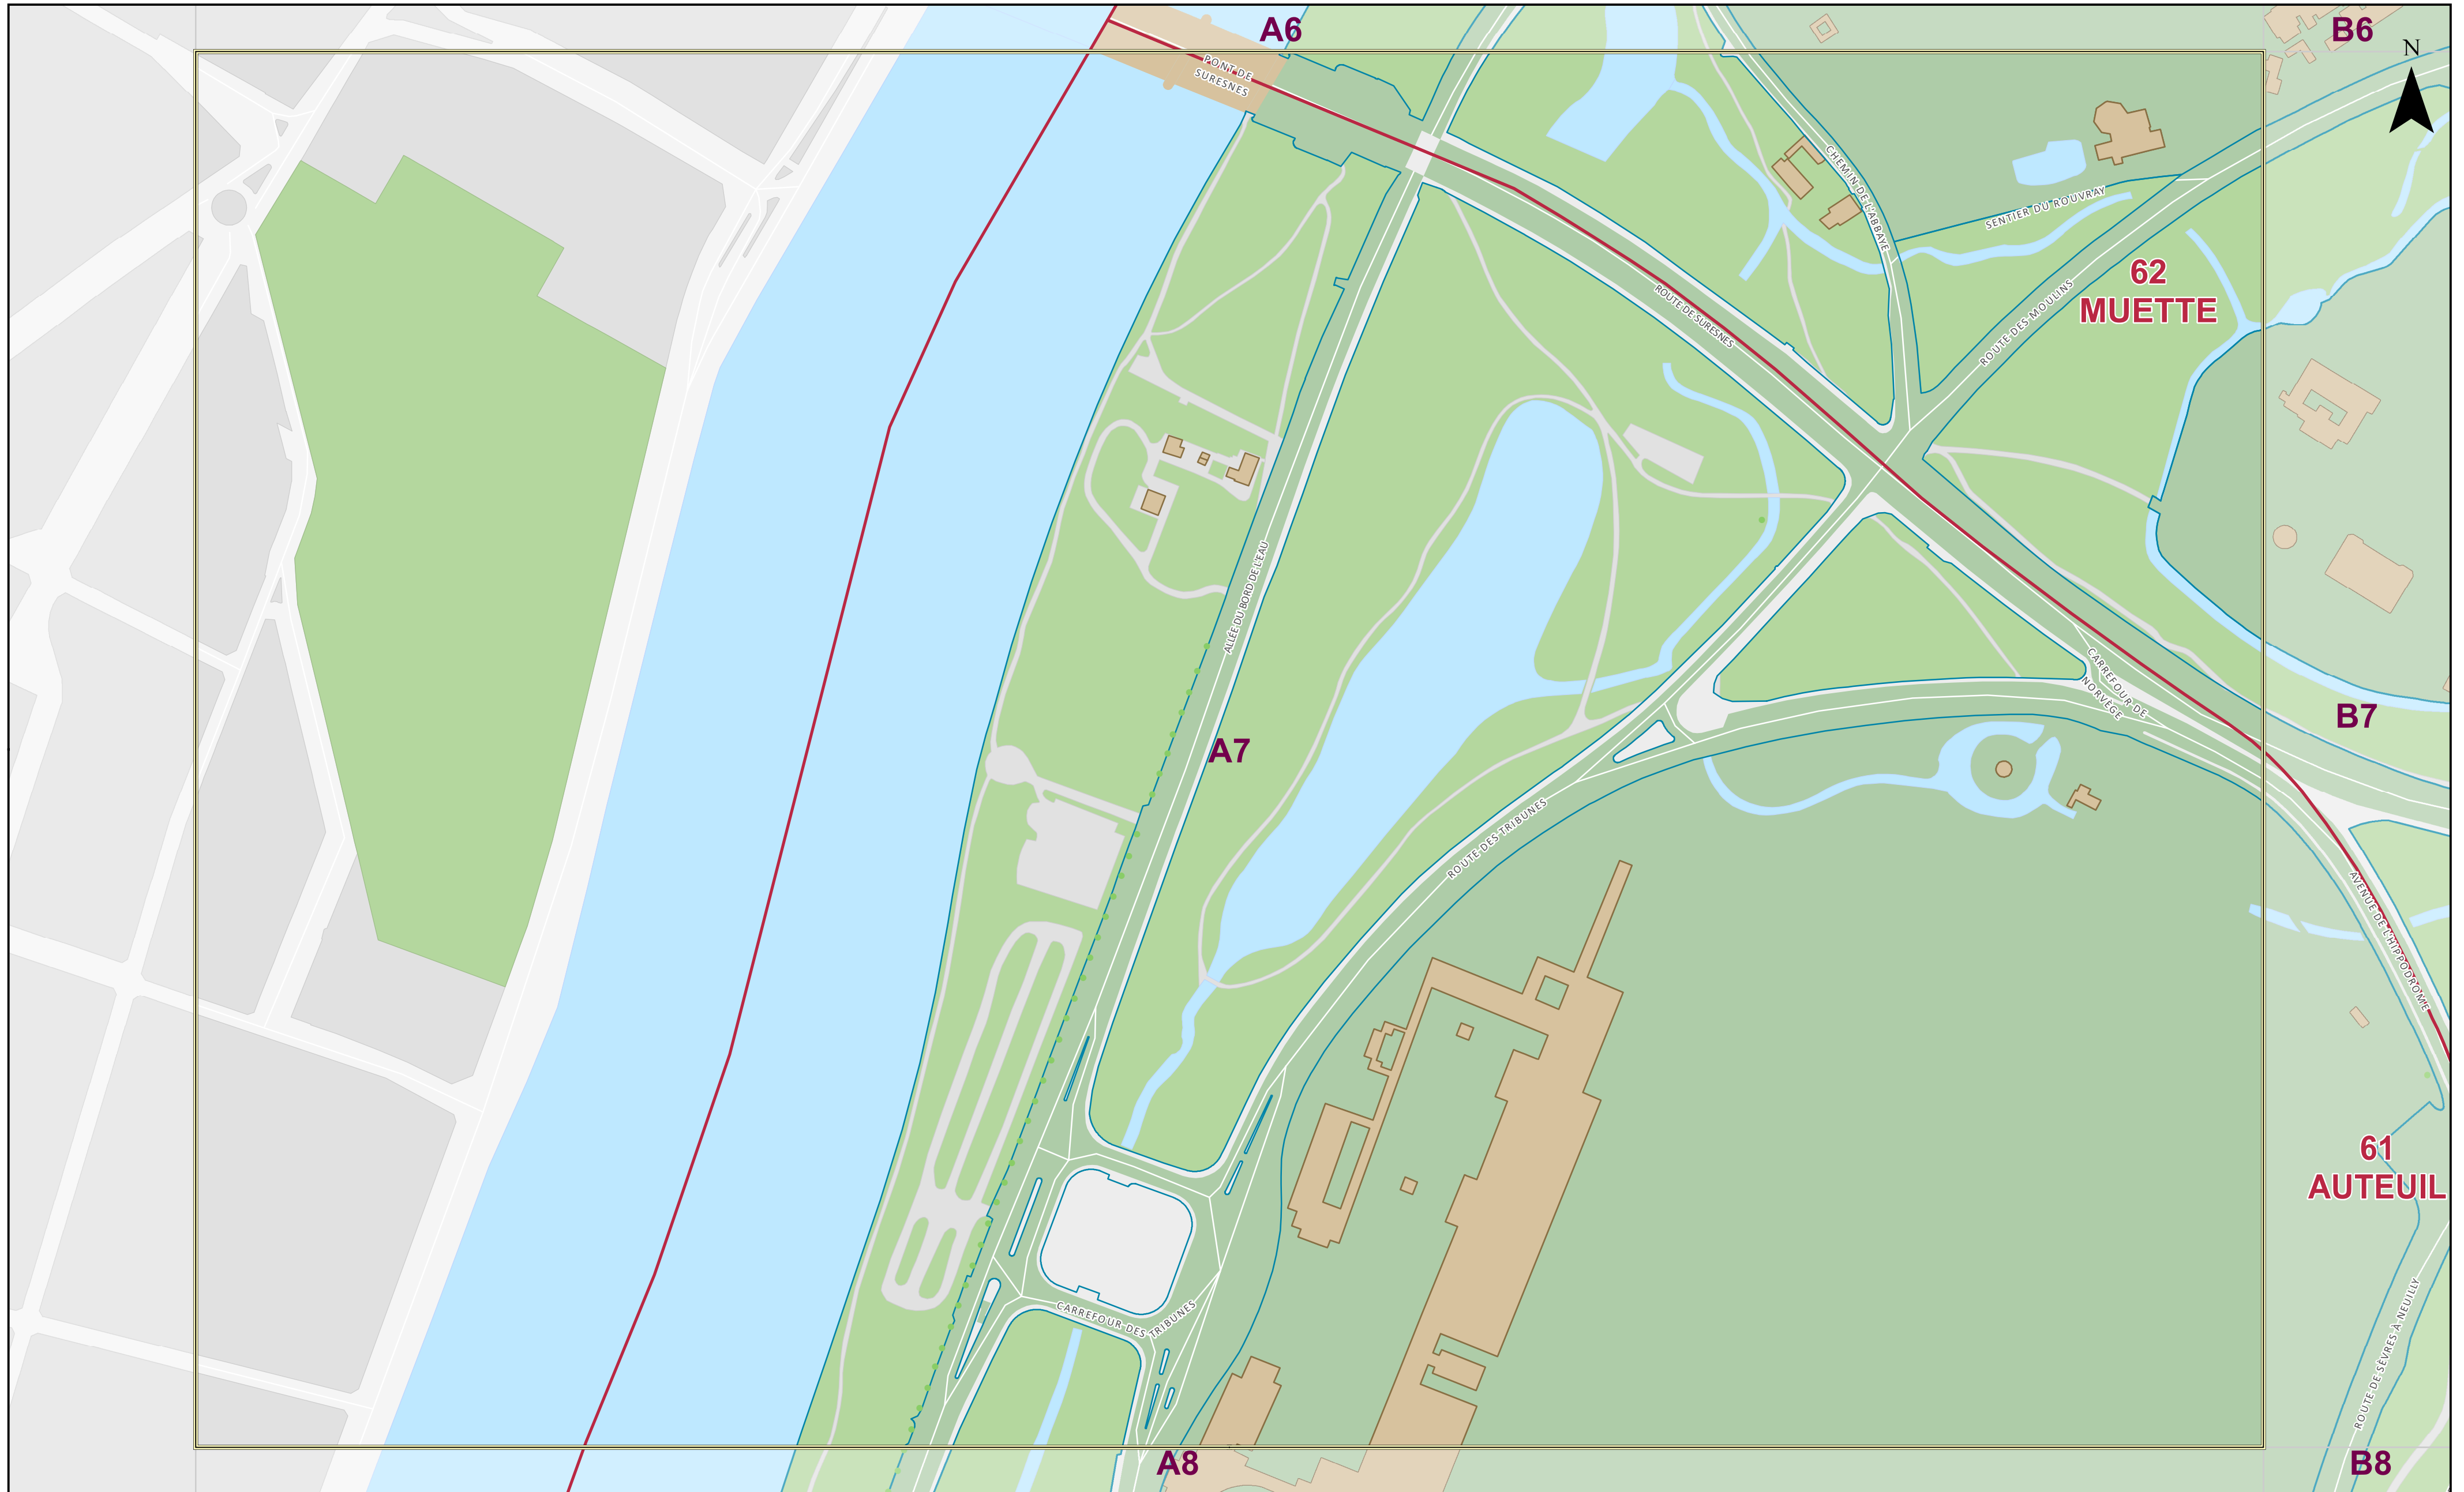 A6
B6
N
PONT DE
SURESNES
CHEMIN DE L'ABBAYE
SENTIER DU ROUVRAY
62
MUETTE
ROUTE DE SURESNES
ROUTE DES MOULINS
ALLÉE DU BORD DE L'EAU
CARREFOUR DE
NORVÈGE
B7
A7
ROUTE DES TRIBUNES
AVENUE DE L'HIPPODROME
61
AUTEUIL
CARREFOUR DES TRIBUNES
ROUTE DE SÈVRES À NEUILLY
A8
B8